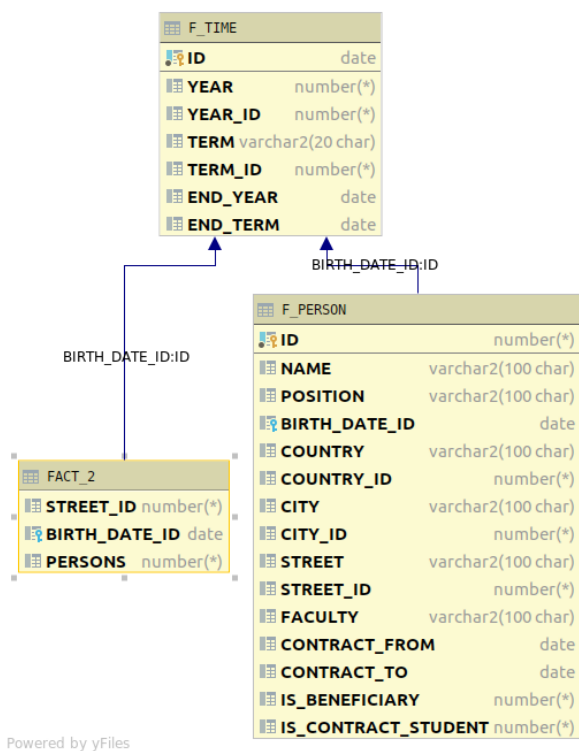 F_TIME
ID date
YEAR number(*)
YEAR_ID number(*)
TERM varchar2(20 char)
TERM_ID number(*)
END_YEAR date
END_TERM date
BIRTH_DATE_ID:ID
BIRTH_DATE_ID:ID
F_PERSON
ID number(*)
NAME varchar2(100 char)
POSITION varchar2(100 char)
BIRTH_DATE_ID date
COUNTRY varchar2(100 char)
COUNTRY_ID number(*)
CITY varchar2(100 char)
CITY_ID number(*)
STREET varchar2(100 char)
STREET_ID number(*)
FACULTY varchar2(100 char)
CONTRACT_FROM date
CONTRACT_TO date
IS_BENEFICIARY number(*)
IS_CONTRACT_STUDENT number(*)
FACT_2
STREET_ID number(*)
BIRTH_DATE_ID date
PERSONS number(*)
Powered by yFiles